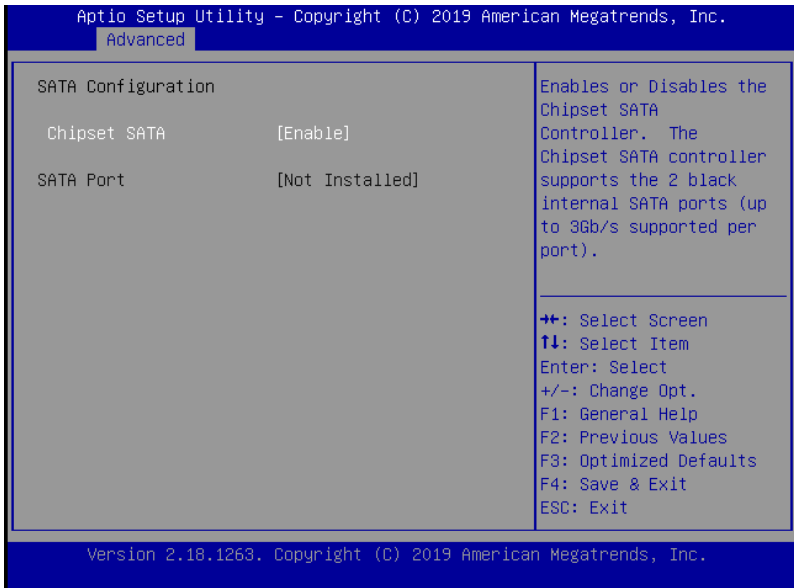 Aptio Setup Utility – Copyright (C) 2019 American Megatrends, Inc.
Advanced
SATA Configuration
Chipset SATA [Enable]
SATA Port [Not Installed]
Enables or Disables the
Chipset SATA
Controller. The
Chipset SATA controller
supports the 2 black
internal SATA ports (up
to 3Gb/s supported per
port).
→←: Select Screen
↑↓: Select Item
Enter: Select
+/-: Change Opt.
F1: General Help
F2: Previous Values
F3: Optimized Defaults
F4: Save & Exit
ESC: Exit
Version 2.18.1263. Copyright (C) 2019 American Megatrends, Inc.